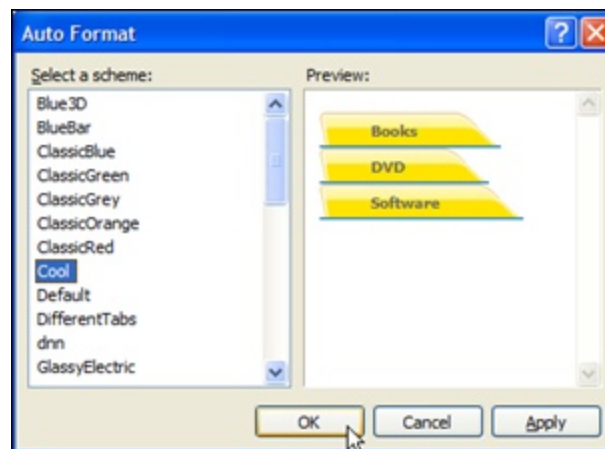 Auto Format
Select a scheme:
Preview:
Blue3D
BlueBar
ClassicBlue
ClassicGreen
ClassicGrey
ClassicOrange
ClassicRed
Cool
Default
DifferentTabs
dnn
GlassyElectric
Books
DVD
Software
OK
Cancel
Apply